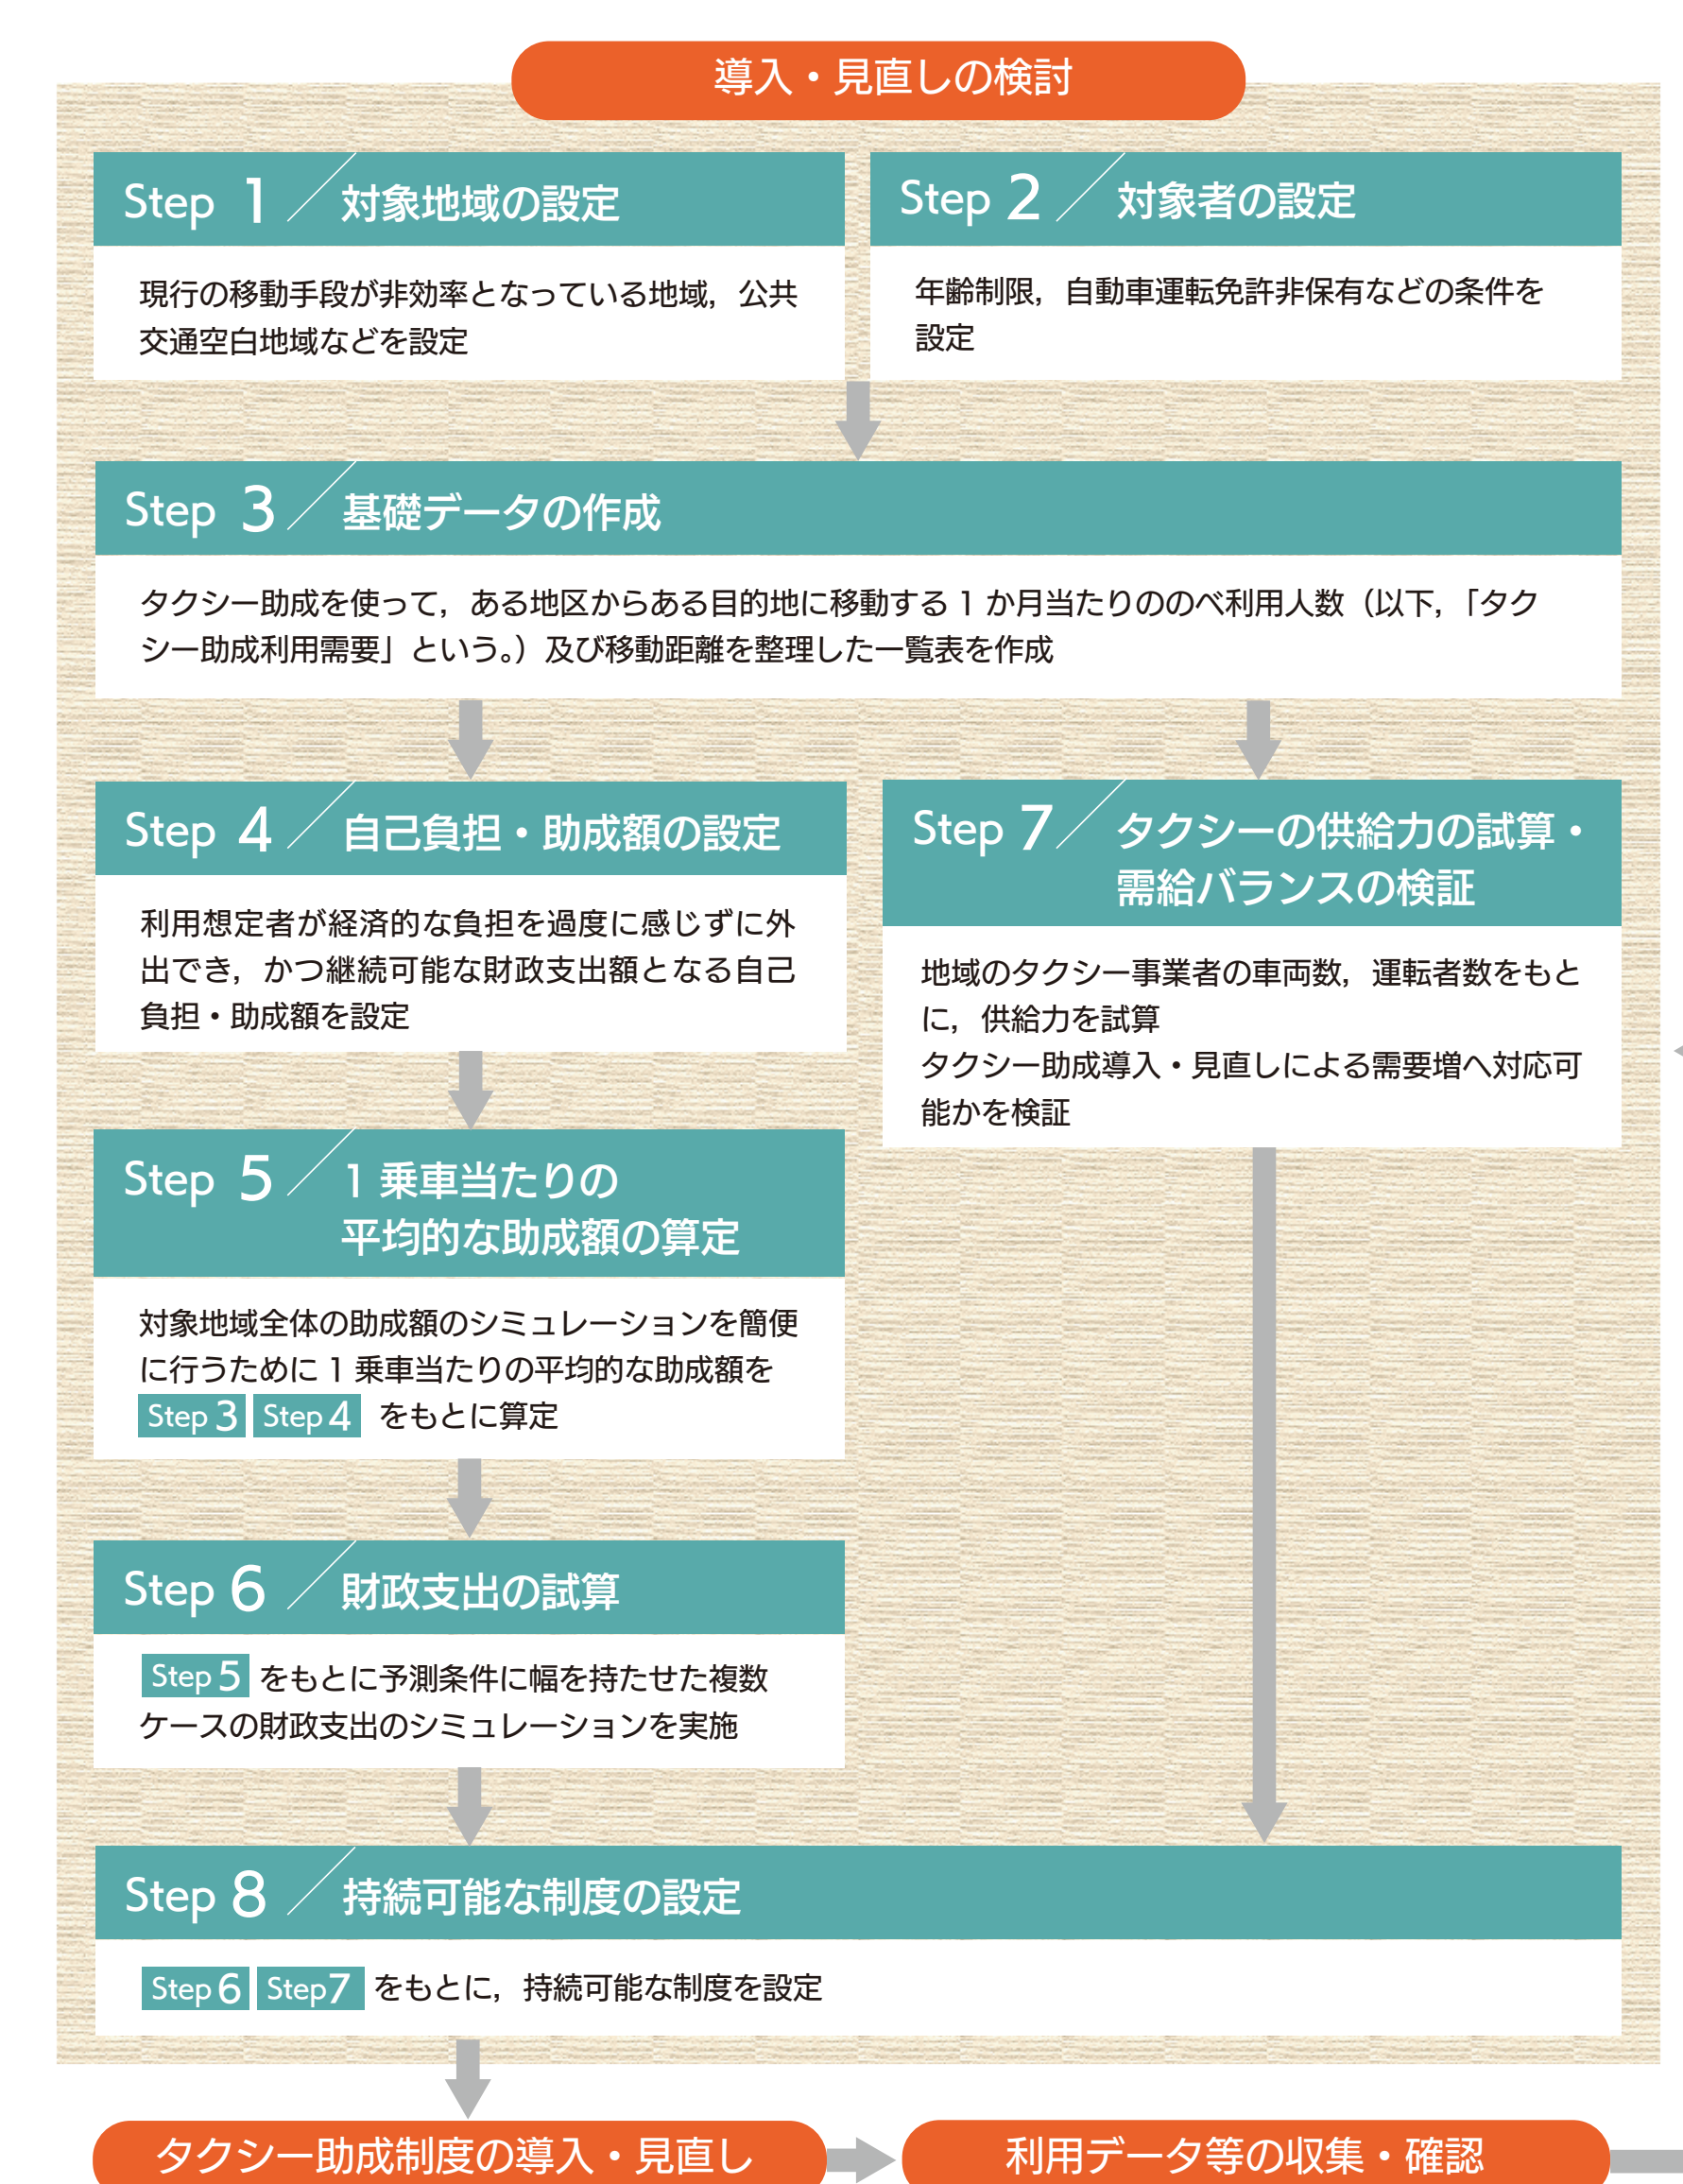 導入・見直しの検討
Step 1 対象地域の設定
現行の移動手段が非効率となっている地域，公共
交通空白地域などを設定
Step 2 対象者の設定
年齢制限，自動車運転免許非保有などの条件を
設定
Step 3 基礎データの作成
タクシー助成を使って，ある地区からある目的地に移動する 1 か月当たりののべ利用人数（以下，「タク
シー助成利用需要」という。）及び移動距離を整理した一覧表を作成
Step 4 自己負担・助成額の設定
利用想定者が経済的な負担を過度に感じずに外
出でき，かつ継続可能な財政支出額となる自己
負担・助成額を設定
Step 5 1 乗車当たりの
平均的な助成額の算定
対象地域全体の助成額のシミュレーションを簡便
に行うために 1 乗車当たりの平均的な助成額を
Step 3 Step 4 をもとに算定
Step 6 財政支出の試算
Step 5 をもとに予測条件に幅を持たせた複数
ケースの財政支出のシミュレーションを実施
Step 7 タクシーの供給力の試算・
需給バランスの検証
地域のタクシー事業者の車両数，運転者数をもと
に，供給力を試算
タクシー助成導入・見直しによる需要増へ対応可
能かを検証
Step 8 持続可能な制度の設定
Step 6 Step 7 をもとに，持続可能な制度を設定
タクシー助成制度の導入・見直し
利用データ等の収集・確認